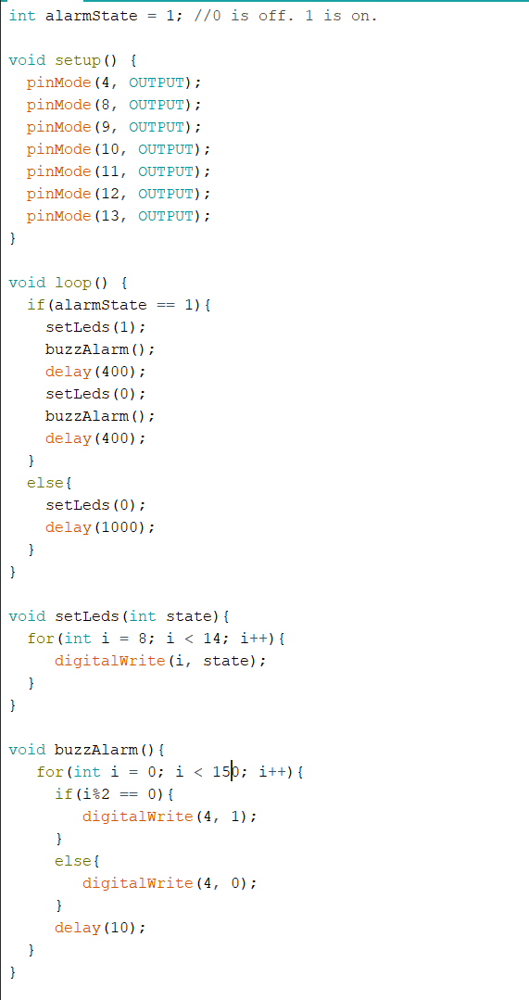 int alarmState = 1; //0 is off. 1 is on.

void setup() {
  pinMode(4, OUTPUT);
  pinMode(8, OUTPUT);
  pinMode(9, OUTPUT);
  pinMode(10, OUTPUT);
  pinMode(11, OUTPUT);
  pinMode(12, OUTPUT);
  pinMode(13, OUTPUT);
}

void loop() {
  if(alarmState == 1){
    setLeds(1);
    buzzAlarm();
    delay(400);
    setLeds(0);
    buzzAlarm();
    delay(400);
  }
  else{
    setLeds(0);
    delay(1000);
  }
}

void setLeds(int state){
  for(int i = 8; i < 14; i++){
     digitalWrite(i, state);
  }
}

void buzzAlarm(){
   for(int i = 0; i < 150; i++){
     if(i%2 == 0){
        digitalWrite(4, 1);
     }
     else{
        digitalWrite(4, 0);
     }
     delay(10);
  }
}